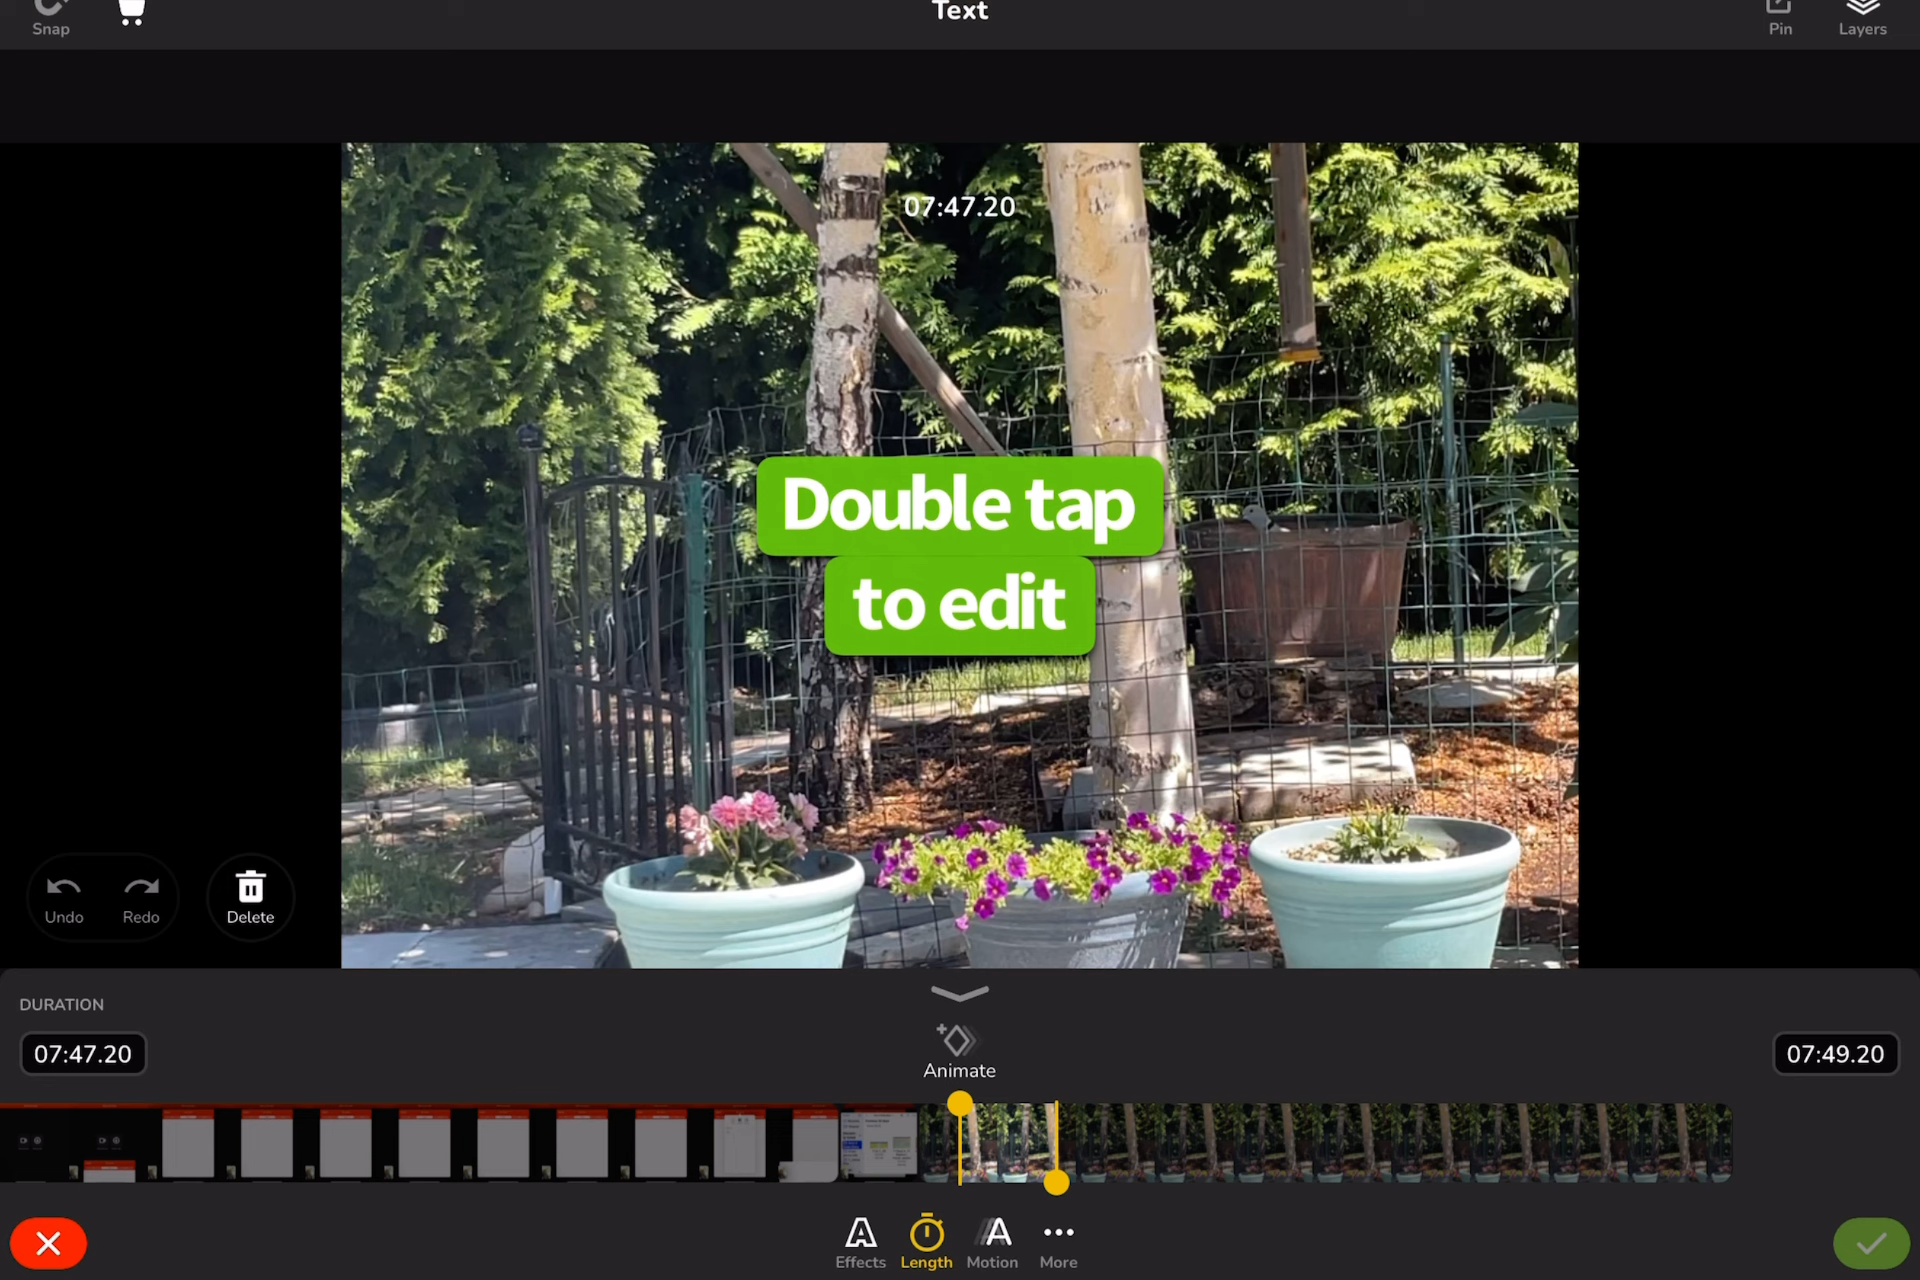 Snap
Text
Pin
Layers
07:47.20
Double tap
to edit
Undo
Redo
Delete
DURATION
07:47.20
Animate
07:49.20
Effects
Length
Motion
More